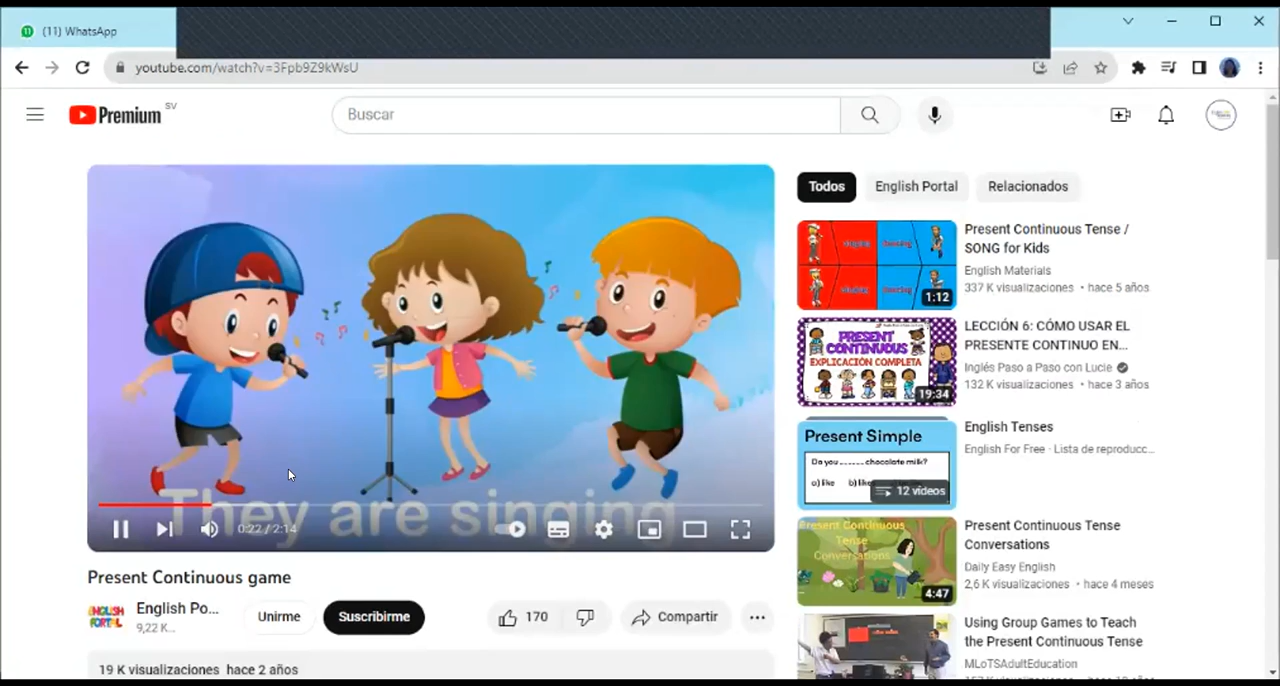 (11) WhatsApp
youtube.com/watch?v=3Fpb9Z9kWsU
Premium SV
Buscar
They are singing
0:22 / 2:14
Present Continuous game
English Po...
9,22 K...
Unirme
Suscribirme
170
Compartir
19 K visualizaciones hace 2 años
Todos
English Portal
Relacionados
1:12
Present Continuous Tense /
SONG for Kids
English Materials
337 K visualizaciones • hace 5 años
PRESENT
CONTINUOUS
EXPLICACIÓN COMPLETA
19:34
LECCIÓN 6: CÓMO USAR EL
PRESENTE CONTINUO EN...
Inglés Paso a Paso con Lucie
132 K visualizaciones • hace 3 años
Present Simple
Do you ...... chocolate milk?
a) like b) likes
12 videos
English Tenses
English For Free · Lista de reproducc...
Present Continuous
Tense
Conversations
4:47
Present Continuous Tense
Conversations
Daily Easy English
2,6 K visualizaciones • hace 4 meses
Using Group Games to Teach
the Present Continuous Tense
MLoTSAdultEducation